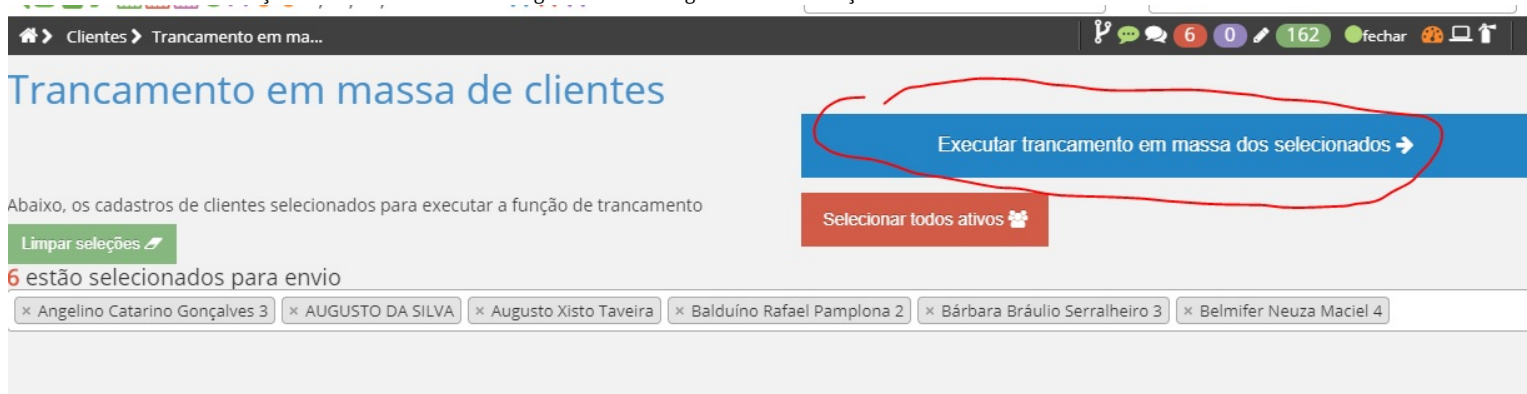 Clientes Trancamento em ma...
6 0 162 fechar
Trancamento em massa de clientes
Executar trancamento em massa dos selecionados
Abaixo, os cadastros de clientes selecionados para executar a função de trancamento
Selecionar todos ativos
Limpar seleções
6 estão selecionados para envio
× Angelino Catarino Gonçalves 3 × AUGUSTO DA SILVA × Augusto Xisto Taveira × Balduíno Rafael Pamplona 2 × Bárbara Bráulio Serralheiro 3 × Belmifer Neuza Maciel 4